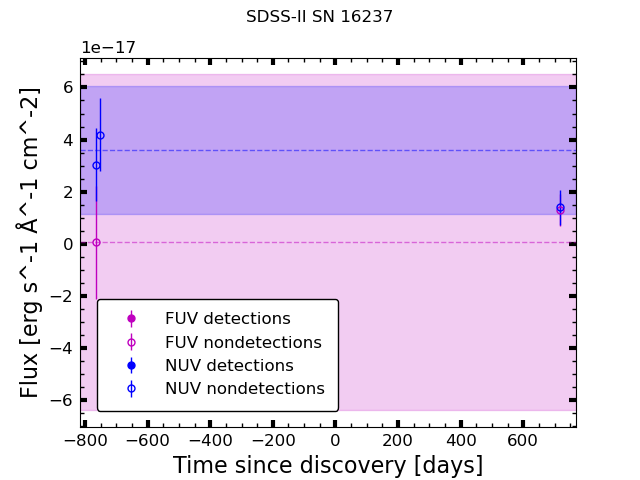 SDSS-II SN 16237
1e−17
6
4
2
0
−2
−4
−6
Flux [erg s^-1 Å^-1 cm^-2]
FUV detections
FUV nondetections
NUV detections
NUV nondetections
−800 −600 −400 −200 0 200 400 600
Time since discovery [days]